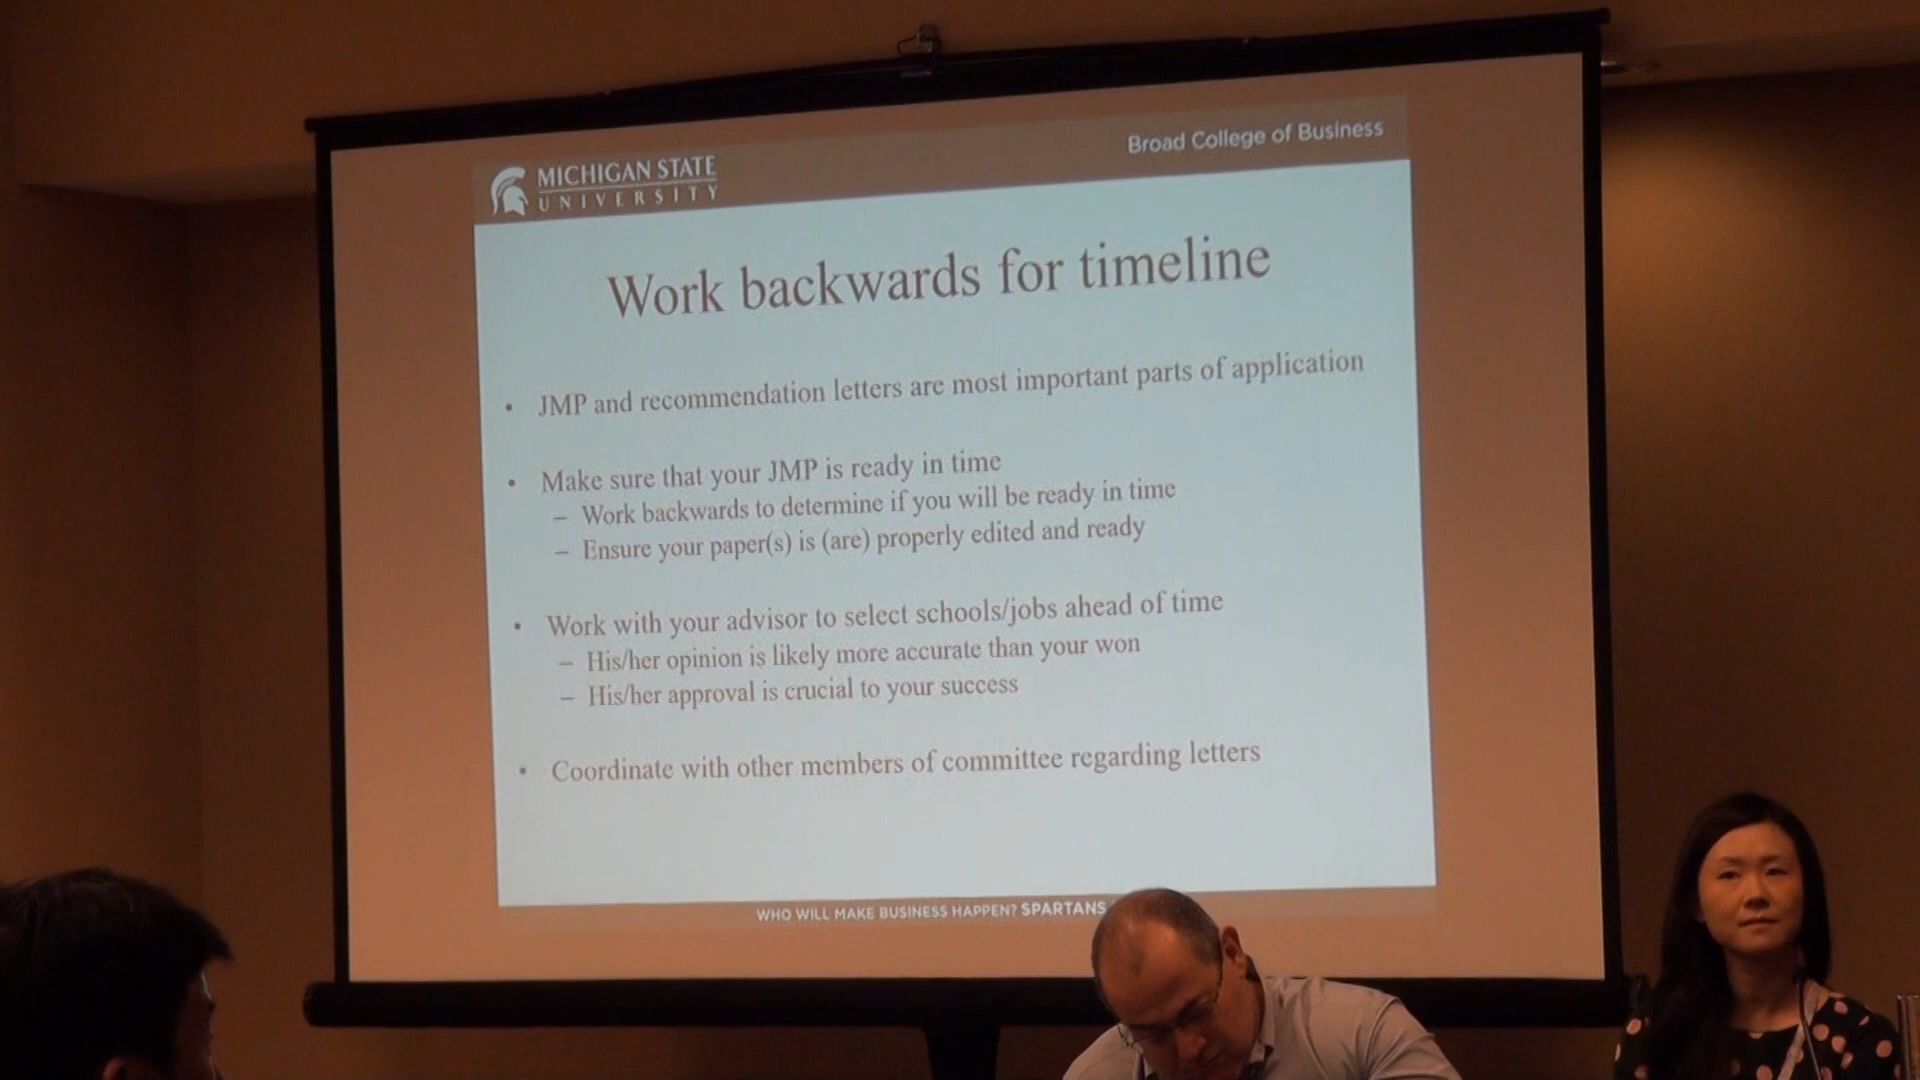 MICHIGAN STATE
UNIVERSITY
Broad College of Business
Work backwards for timeline
• JMP and recommendation letters are most important parts of application
• Make sure that your JMP is ready in time
– Work backwards to determine if you will be ready in time
– Ensure your paper(s) is (are) properly edited and ready
• Work with your advisor to select schools/jobs ahead of time
– His/her opinion is likely more accurate than your won
– His/her approval is crucial to your success
• Coordinate with other members of committee regarding letters
WHO WILL MAKE BUSINESS HAPPEN? SPARTANS